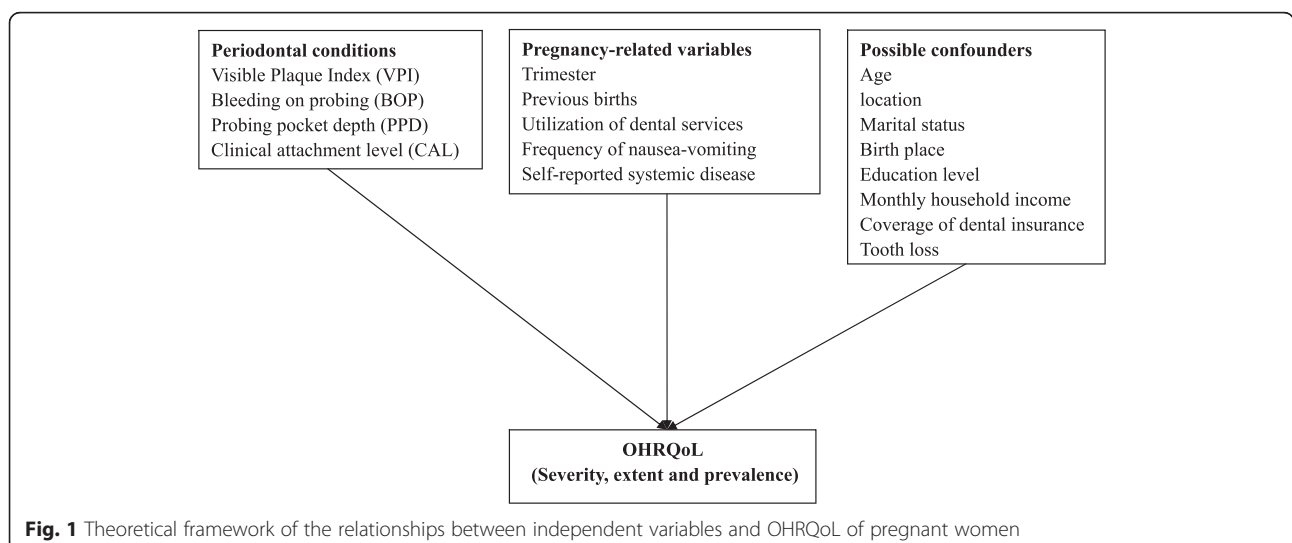 Periodontal conditions
Visible Plaque Index (VPI)
Bleeding on probing (BOP)
Probing pocket depth (PPD)
Clinical attachment level (CAL)
Pregnancy-related variables
Trimester
Previous births
Utilization of dental services
Frequency of nausea-vomiting
Self-reported systemic disease
Possible confounders
Age
location
Marital status
Birth place
Education level
Monthly household income
Coverage of dental insurance
Tooth loss
OHRQoL
(Severity, extent and prevalence)
Fig. 1 Theoretical framework of the relationships between independent variables and OHRQoL of pregnant women